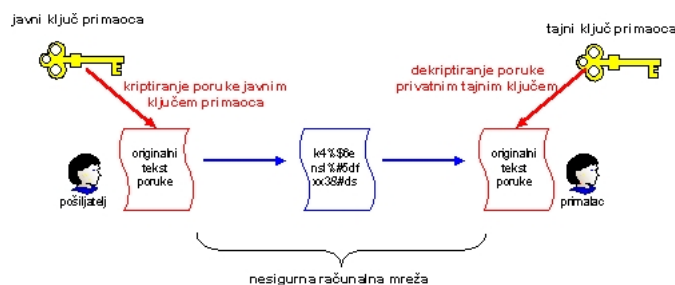 javni ključ primaoca
tajni ključ primaoca
kriptiranje poruke javnim
ključem primaoca
dekriptiranje poruke
privatnim tajnim ključem
originalni
tekst
poruke
k4%$6e
nsl%#5df
xx38#ds
originalni
tekst
poruke
pošiljatelj
primalac
nesigurna računalna mreža